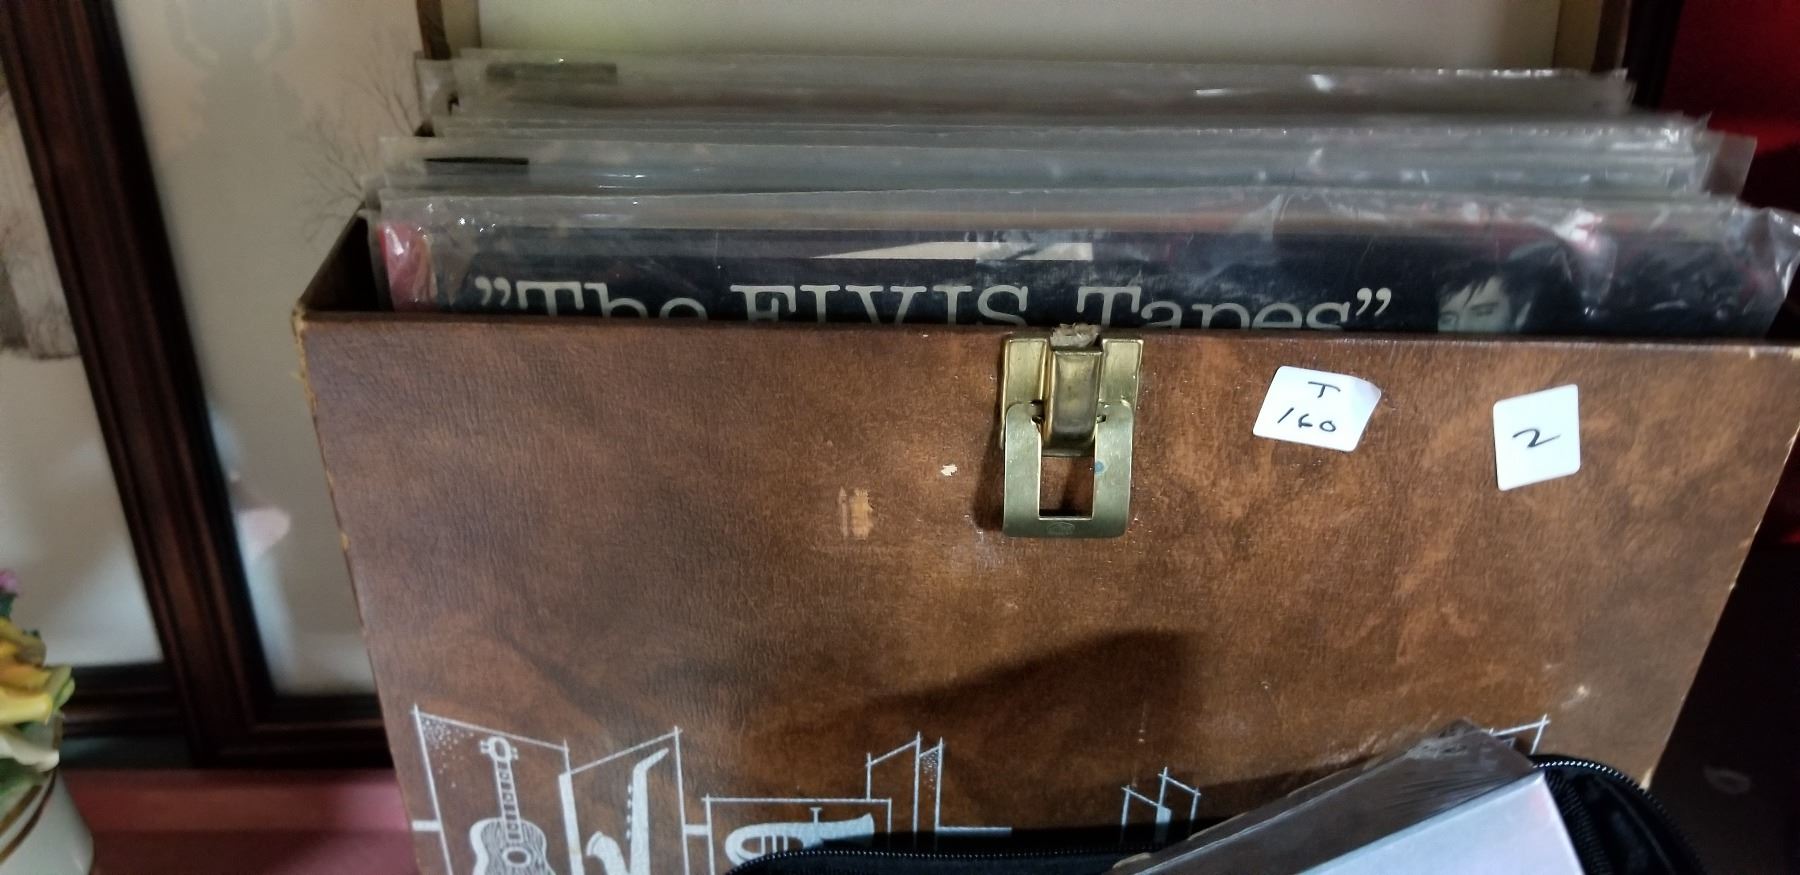 ”The ELVIS Tapes”
T
160
2